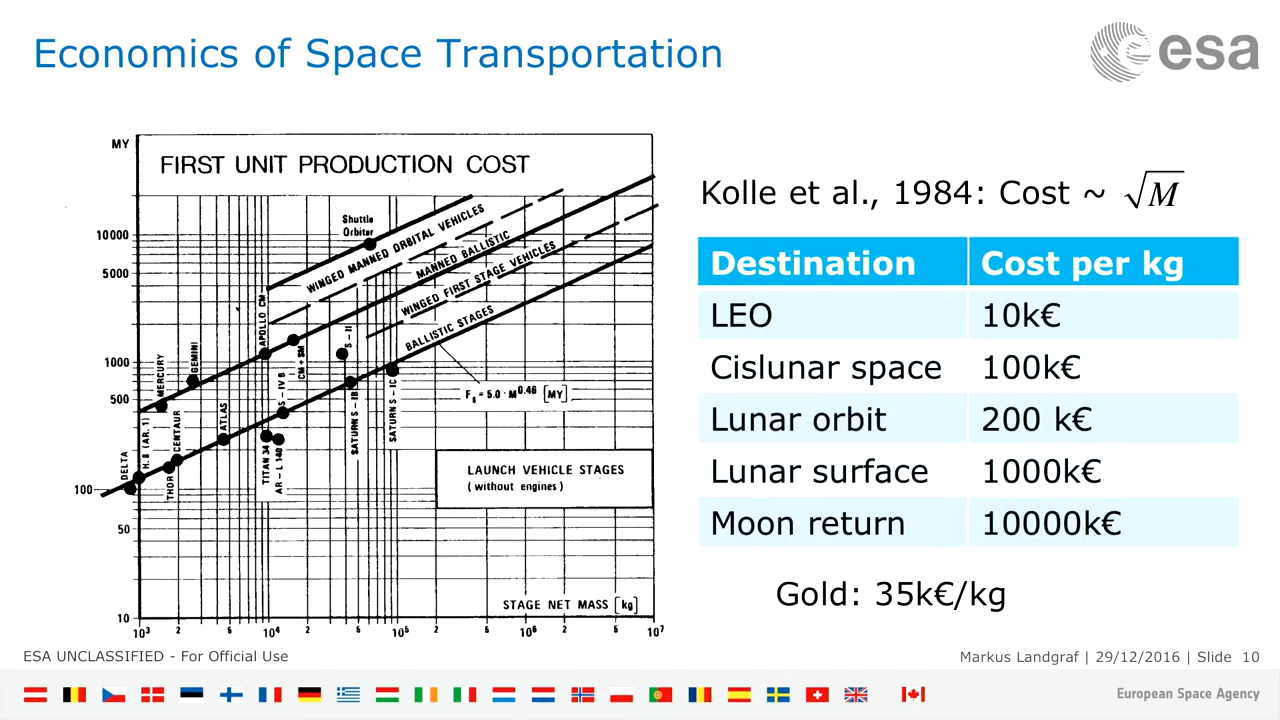 Economics of Space Transportation
esa
MY
FIRST UNIT PRODUCTION COST
Shuttle
Orbiter
10000
5000
1000
500
100
50
10
WINGED MANNED ORBITAL VEHICLES
MANNED BALLISTIC
WINGED FIRST STAGE VEHICLES
BALLISTIC STAGES
APOLLO CM
CM + SM
S - II
MERCURY
GEMINI
DELTA
H.8 (AR. 1)
THOR
CENTAUR
ATLAS
S - IV B
TITAN 34
AR - L 140
SATURN S - IB
SATURN S - IC
Fs = 5.0 · M^0.46 [MY]
LAUNCH VEHICLE STAGES
( without engines )
STAGE NET MASS [kg]
10³ 2 5 10⁴ 2 5 10⁵ 2 5 10⁶ 2 5 10⁷
Kolle et al., 1984: Cost ~ √M
Destination Cost per kg
LEO 10k€
Cislunar space 100k€
Lunar orbit 200 k€
Lunar surface 1000k€
Moon return 10000k€
Gold: 35k€/kg
ESA UNCLASSIFIED - For Official Use
Markus Landgraf | 29/12/2016 | Slide 10
European Space Agency